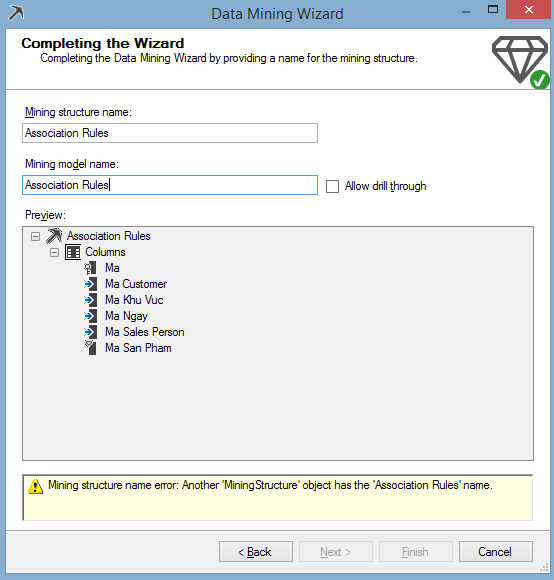 Data Mining Wizard
Completing the Wizard
Completing the Data Mining Wizard by providing a name for the mining structure.
Mining structure name:
Association Rules
Mining model name:
Association Rules
Allow drill through
Preview:
Association Rules
Columns
Ma
Ma Customer
Ma Khu Vuc
Ma Ngay
Ma Sales Person
Ma San Pham
Mining structure name error: Another 'MiningStructure' object has the 'Association Rules' name.
< Back
Next >
Finish
Cancel